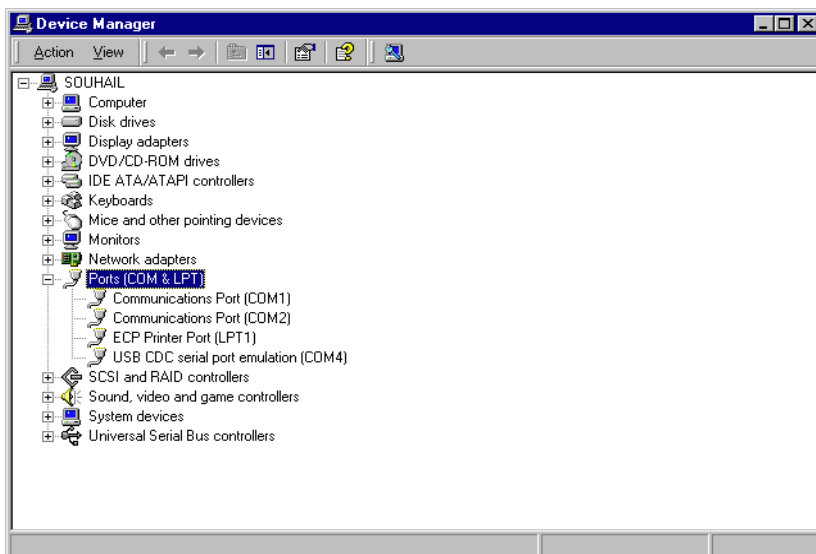 Device Manager
Action View
SOUHAIL
Computer
Disk drives
Display adapters
DVD/CD-ROM drives
IDE ATA/ATAPI controllers
Keyboards
Mice and other pointing devices
Monitors
Network adapters
Ports (COM & LPT)
Communications Port (COM1)
Communications Port (COM2)
ECP Printer Port (LPT1)
USB CDC serial port emulation (COM4)
SCSI and RAID controllers
Sound, video and game controllers
System devices
Universal Serial Bus controllers